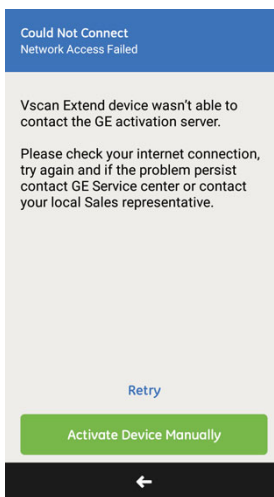 Could Not Connect
Network Access Failed
Vscan Extend device wasn't able to
contact the GE activation server.
Please check your internet connection,
try again and if the problem persist
contact GE Service center or contact
your local Sales representative.
Retry
Activate Device Manually